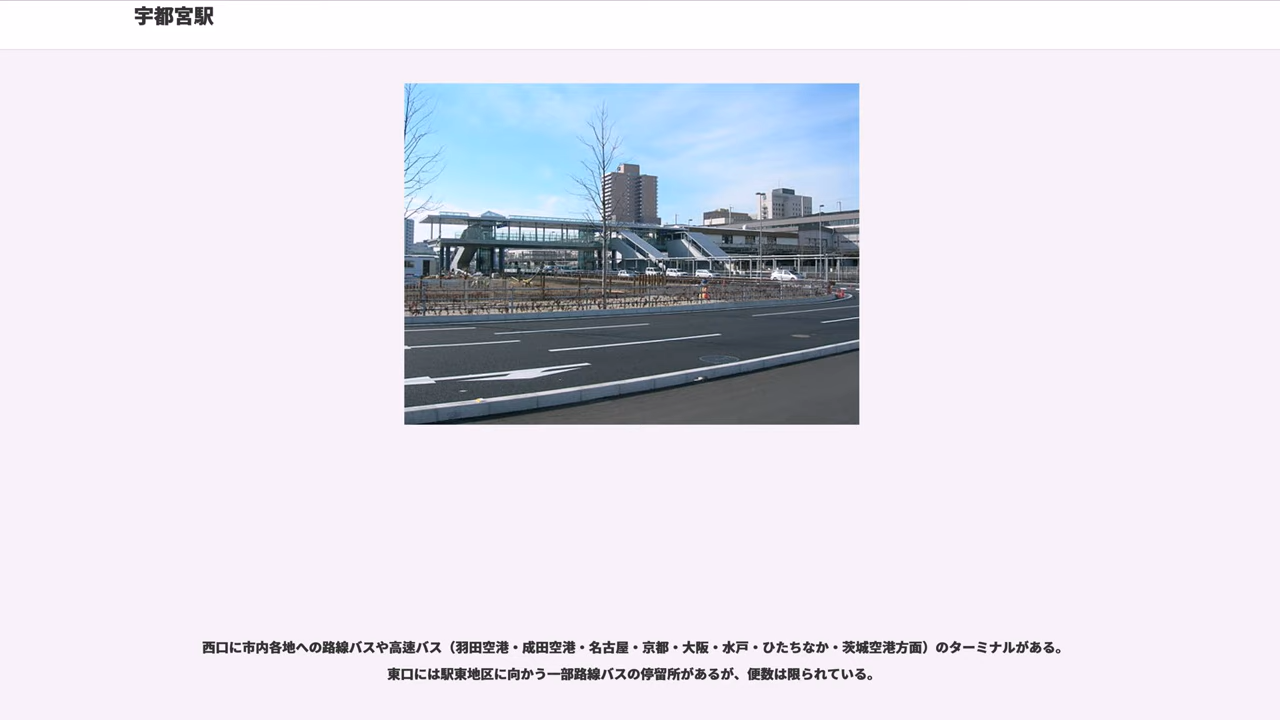 宇都宮駅
西口に市内各地への路線バスや高速バス（羽田空港・成田空港・名古屋・京都・大阪・水戸・ひたちなか・茨城空港方面）のターミナルがある。
東口には駅東地区に向かう一部路線バスの停留所があるが、便数は限られている。